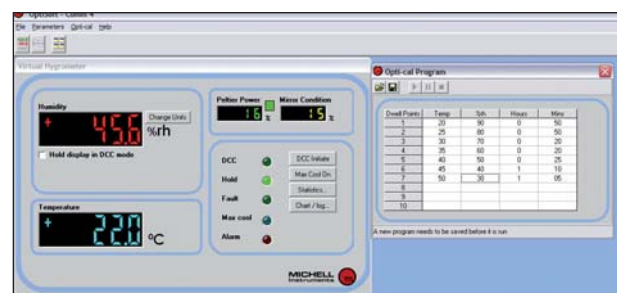 OptiSoft - Comm 4
File Parameters Opti-cal Help
Virtual Hygrometer
Humidity
+ 45.6 %rh
Change Units
Hold display in DCC mode
Temperature
+ 22.0 °C
Peltier Power Mirror Condition
16 % 15 %
DCC DCC Initiate
Hold Max Cool On
Fault Statistics...
Max cool Chart / log...
Alarm
MICHELL
Instruments
Opti-cal Program
Dwell Points Temp %rh Hours Mins
1 20 90 0 50
2 25 80 0 50
3 30 70 0 20
4 35 60 0 20
5 40 50 0 25
6 45 40 1 10
7 50 30 1 05
8
9
10
A new program needs to be saved before it is run